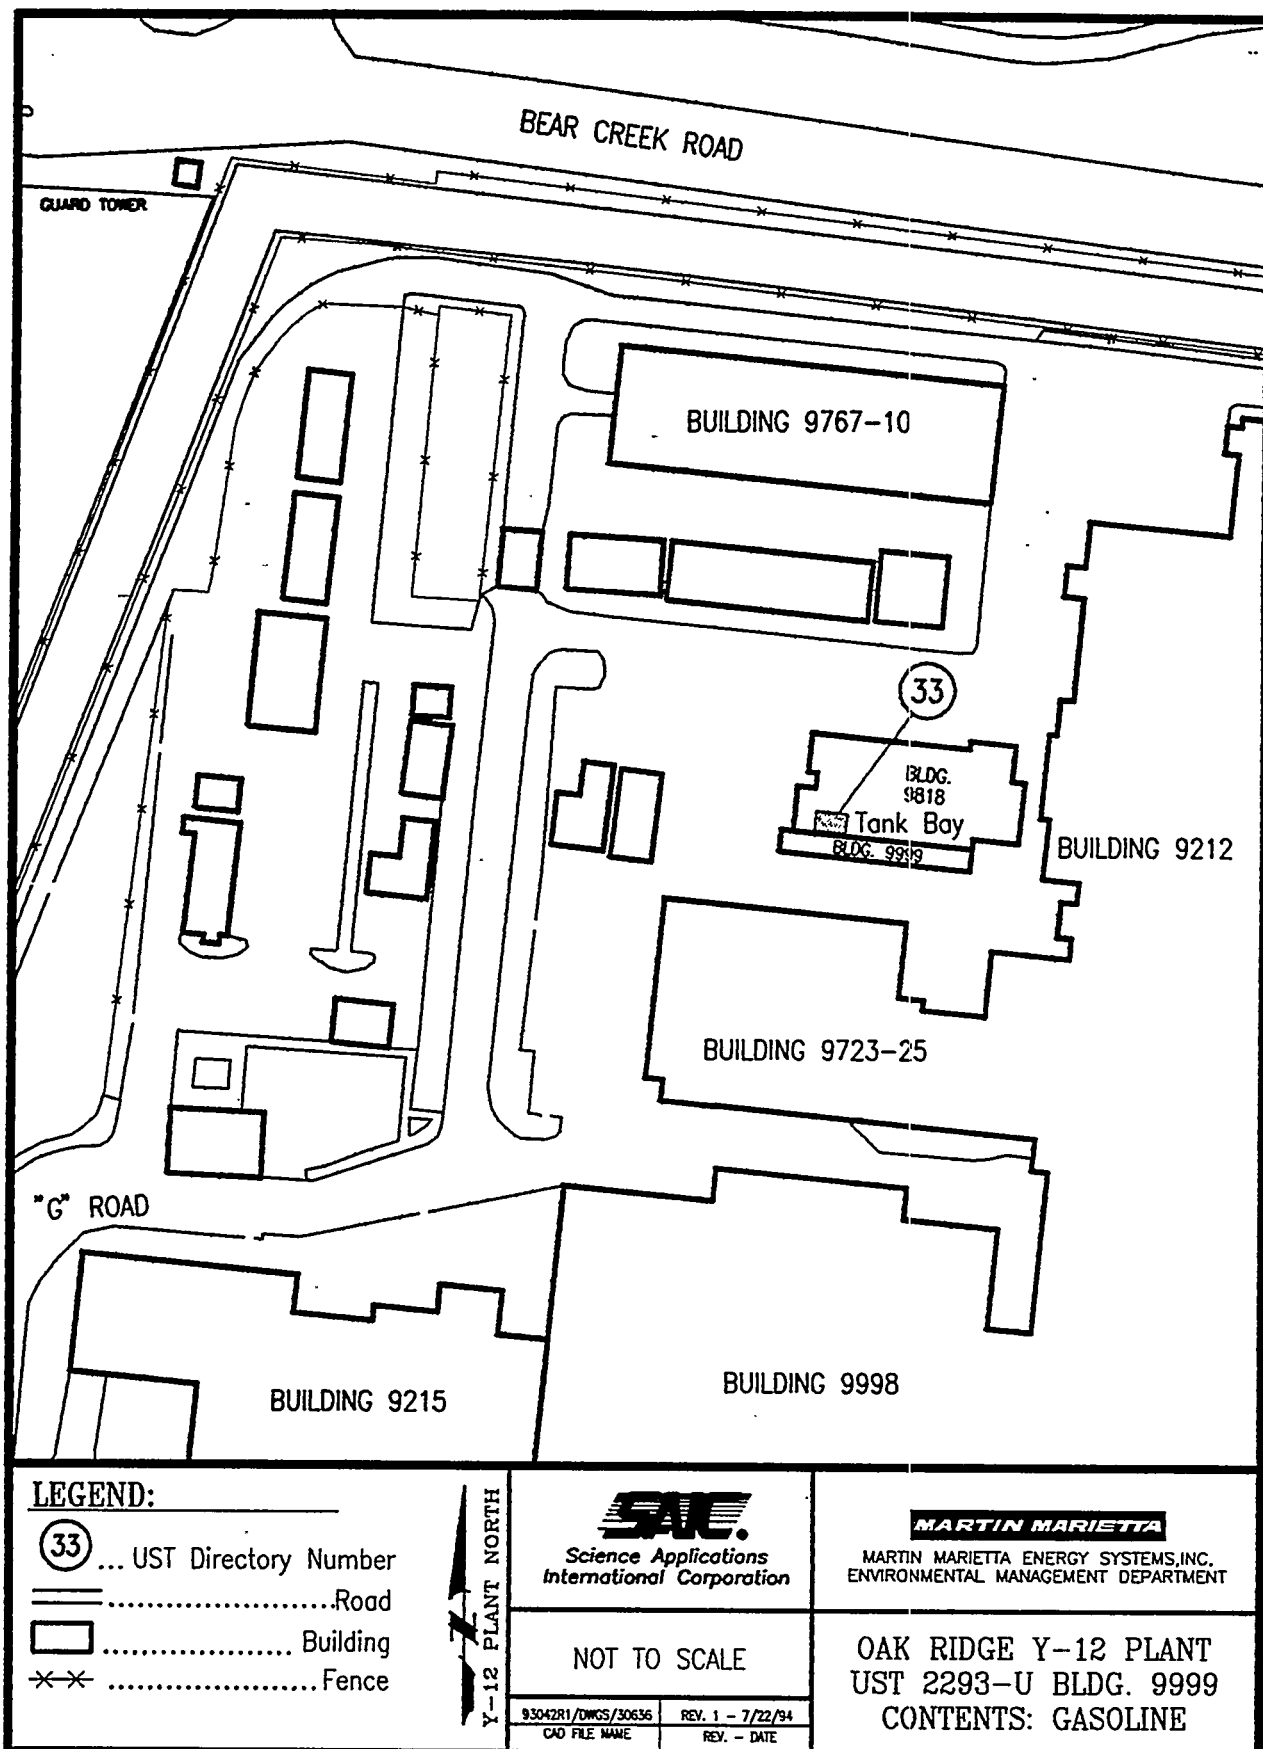 BEAR CREEK ROAD
GUARD TOWER
BUILDING 9767-10
33
BLDG.
9818
Tank Bay
BLDG. 9999
BUILDING 9212
BUILDING 9723-25
"G" ROAD
BUILDING 9215
BUILDING 9998
LEGEND:
33 ... UST Directory Number
......................Road
.................. Building
....................Fence
Y-12 PLANT NORTH
SAIC.
Science Applications
International Corporation
NOT TO SCALE
93042R1/DWGS/30636
CAD FILE NAME
REV. 1 - 7/22/94
REV. - DATE
MARTIN MARIETTA
MARTIN MARIETTA ENERGY SYSTEMS,INC.
ENVIRONMENTAL MANAGEMENT DEPARTMENT
OAK RIDGE Y-12 PLANT
UST 2293-U BLDG. 9999
CONTENTS: GASOLINE